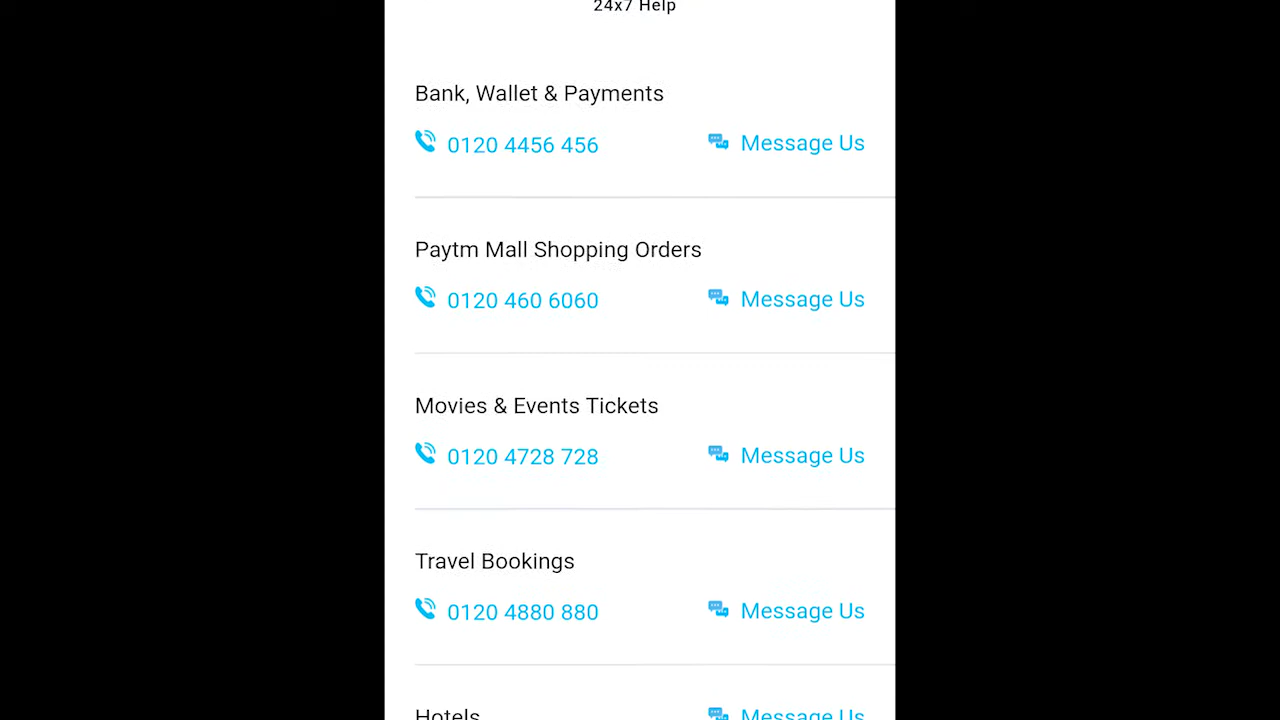 24x7 Help
Bank, Wallet & Payments
0120 4456 456 Message Us
Paytm Mall Shopping Orders
0120 460 6060 Message Us
Movies & Events Tickets
0120 4728 728 Message Us
Travel Bookings
0120 4880 880 Message Us
Hotels Message Us